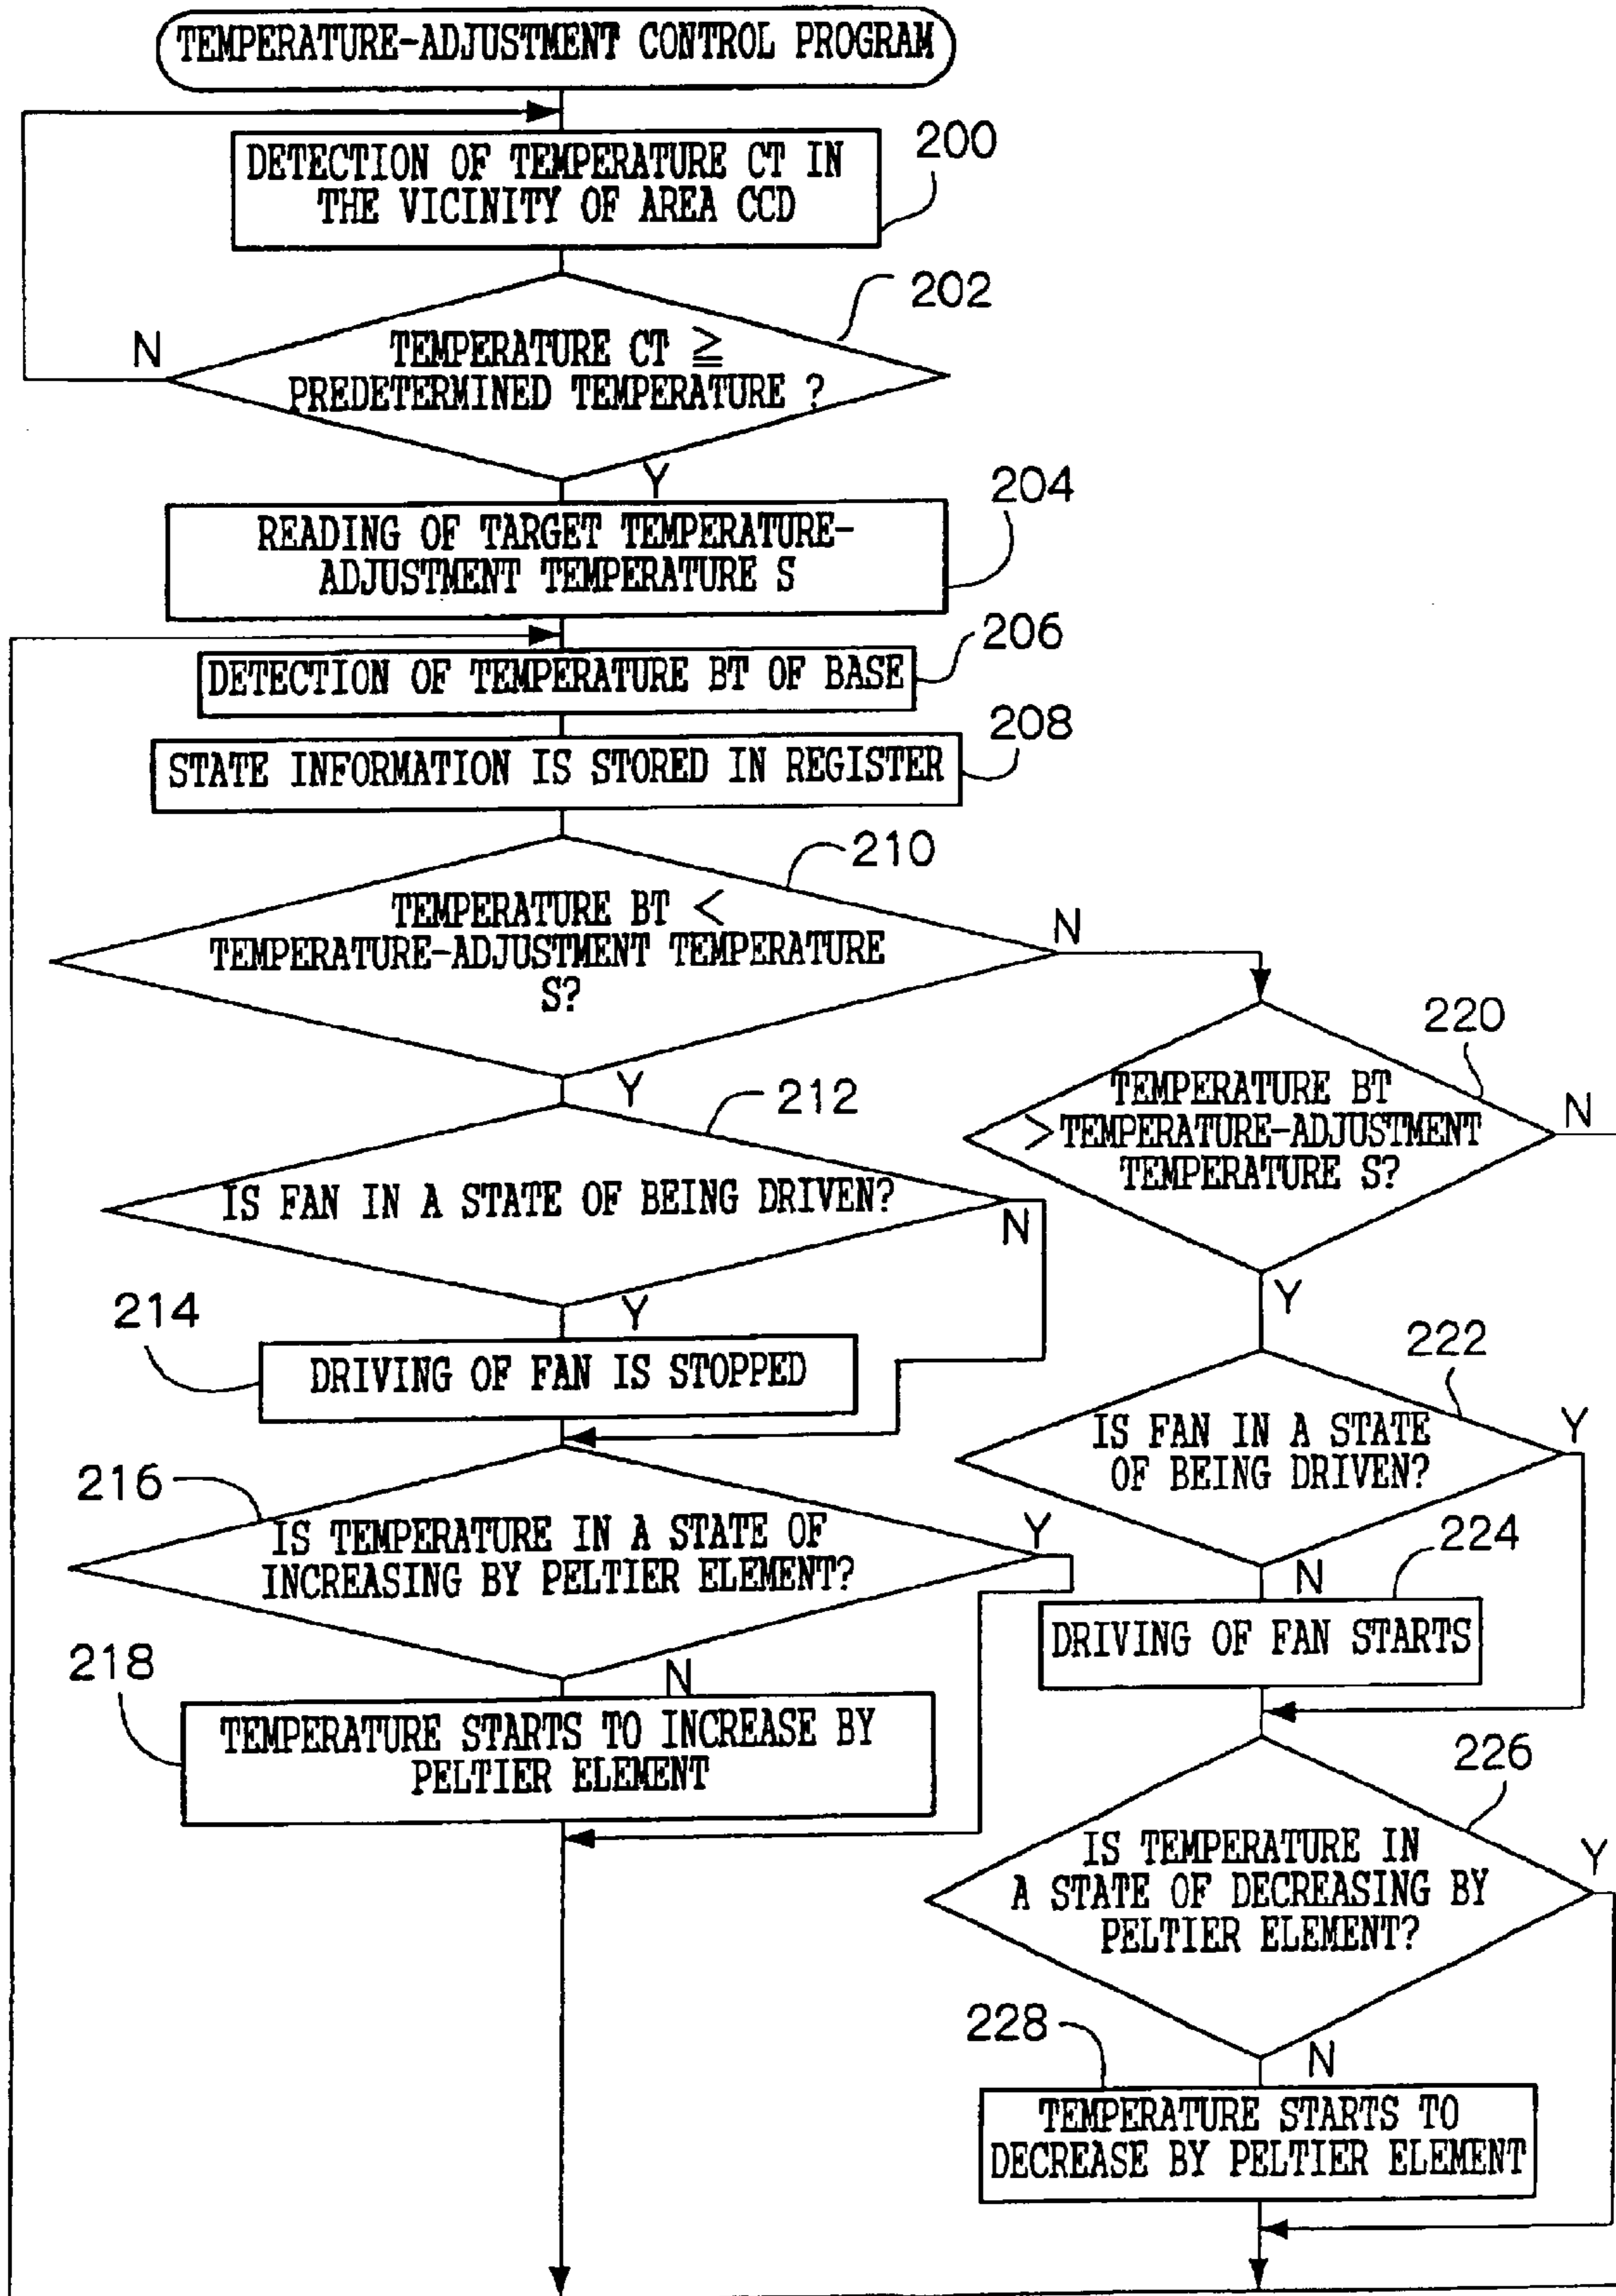 TEMPERATURE-ADJUSTMENT CONTROL PROGRAM
200
DETECTION OF TEMPERATURE CT IN
THE VICINITY OF AREA CCD
202
N
TEMPERATURE CT ≧
PREDETERMINED TEMPERATURE ?
Y
204
READING OF TARGET TEMPERATURE-
ADJUSTMENT TEMPERATURE S
206
DETECTION OF TEMPERATURE BT OF BASE
208
STATE INFORMATION IS STORED IN REGISTER
210
TEMPERATURE BT <
TEMPERATURE-ADJUSTMENT TEMPERATURE
S?
N
Y
212
IS FAN IN A STATE OF BEING DRIVEN?
N
Y
214
DRIVING OF FAN IS STOPPED
216
IS TEMPERATURE IN A STATE OF
INCREASING BY PELTIER ELEMENT?
Y
N
218
TEMPERATURE STARTS TO INCREASE BY
PELTIER ELEMENT
220
TEMPERATURE BT
> TEMPERATURE-ADJUSTMENT
TEMPERATURE S?
N
Y
222
IS FAN IN A STATE
OF BEING DRIVEN?
Y
N
224
DRIVING OF FAN STARTS
226
IS TEMPERATURE IN
A STATE OF DECREASING BY
PELTIER ELEMENT?
Y
N
228
TEMPERATURE STARTS TO
DECREASE BY PELTIER ELEMENT